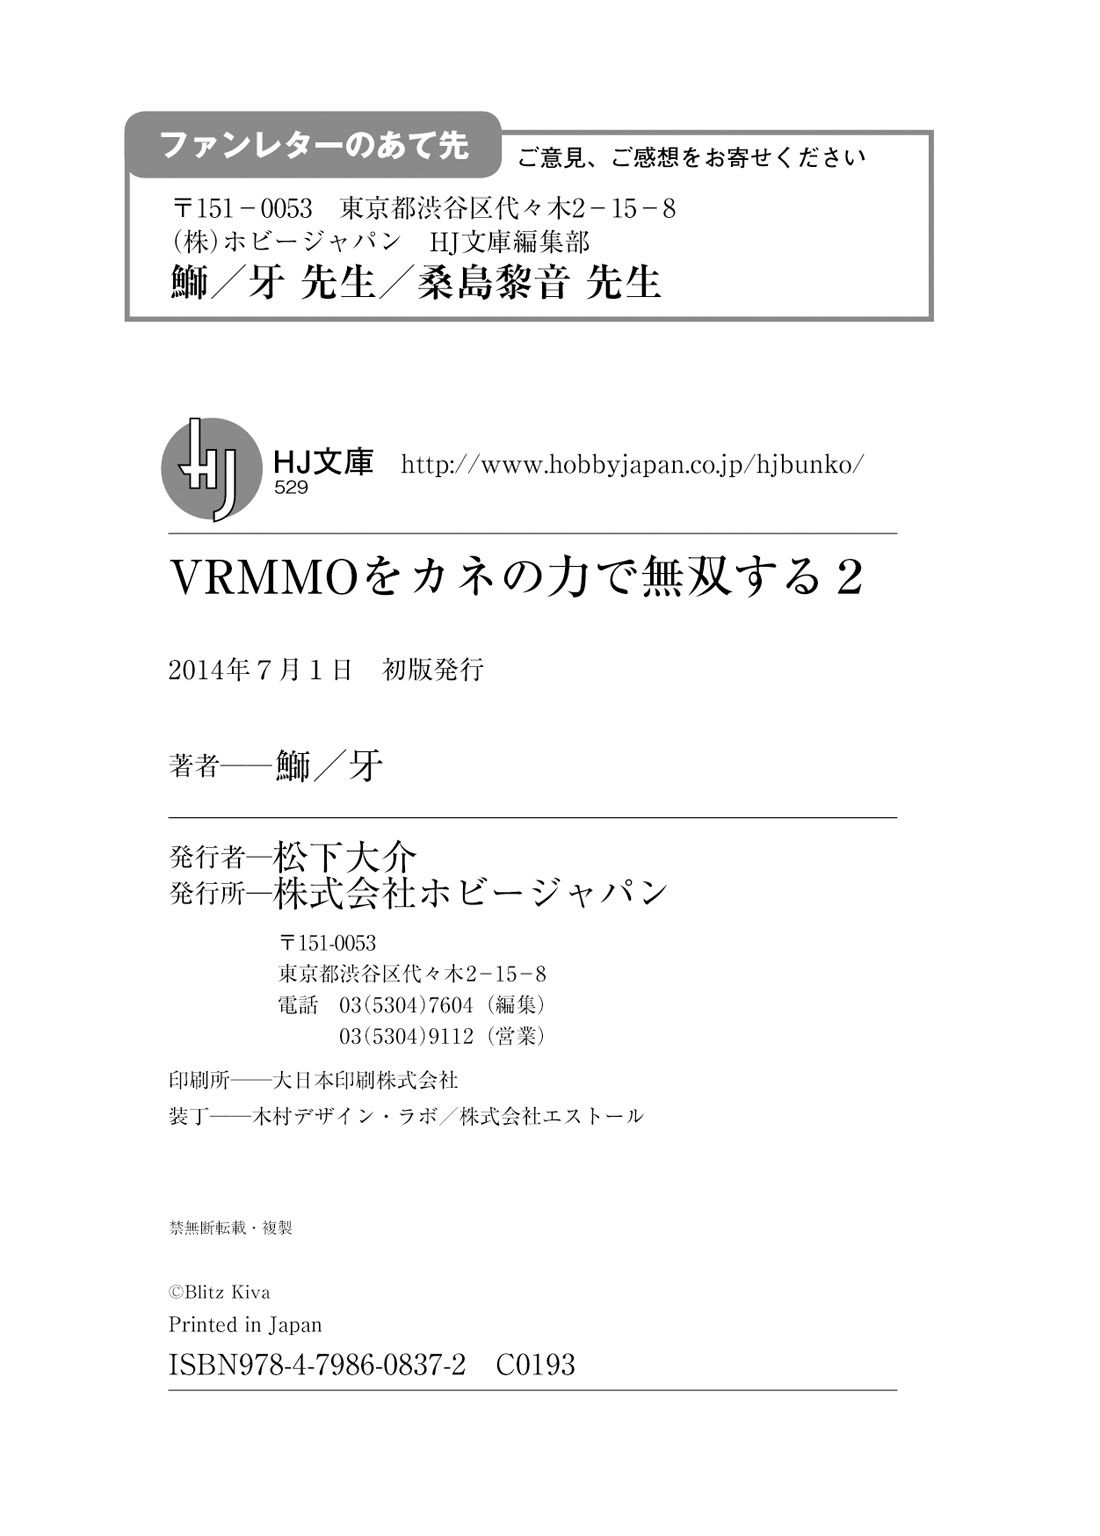 ファンレターのあて先
ご意見、ご感想をお寄せください
〒151－0053　東京都渋谷区代々木2－15－8
(株)ホビージャパン　HJ文庫編集部
鰤／牙 先生／桑島黎音 先生
HJ
HJ文庫　http://www.hobbyjapan.co.jp/hjbunko/
529
VRMMOをカネの力で無双する２
2014年７月１日　初版発行
著者――鰤／牙
発行者―松下大介
発行所―株式会社ホビージャパン
〒151-0053
東京都渋谷区代々木2－15－8
電話　03(5304)7604（編集）
03(5304)9112（営業）
印刷所――大日本印刷株式会社
装丁――木村デザイン・ラボ／株式会社エストール
禁無断転載・複製
©Blitz Kiva
Printed in Japan
ISBN978-4-7986-0837-2　C0193